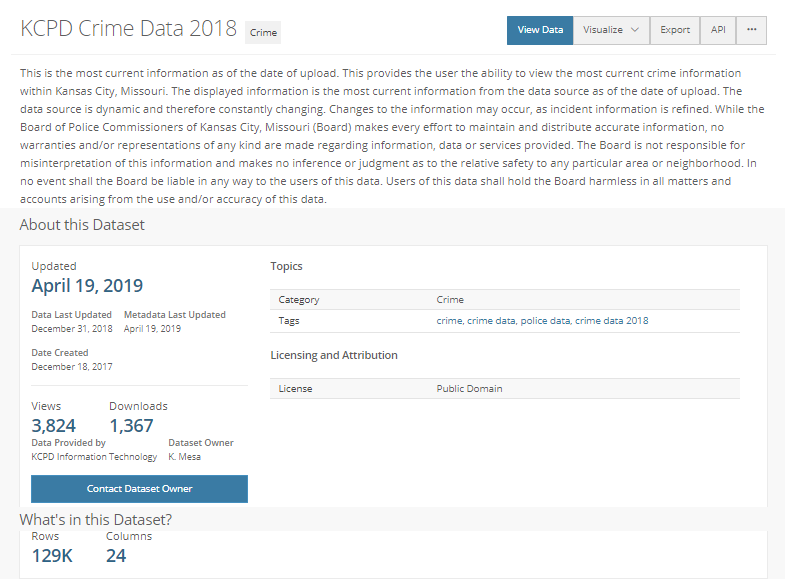 KCPD Crime Data 2018 Crime
View Data Visualize Export API ...
This is the most current information as of the date of upload. This provides the user the ability to view the most current crime information
within Kansas City, Missouri. The displayed information is the most current information from the data source as of the date of upload. The
data source is dynamic and therefore constantly changing. Changes to the information may occur, as incident information is refined. While the
Board of Police Commissioners of Kansas City, Missouri (Board) makes every effort to maintain and distribute accurate information, no
warranties and/or representations of any kind are made regarding information, data or services provided. The Board is not responsible for
misinterpretation of this information and makes no inference or judgment as to the relative safety to any particular area or neighborhood. In
no event shall the Board be liable in any way to the users of this data. Users of this data shall hold the Board harmless in all matters and
accounts arising from the use and/or accuracy of this data.
About this Dataset
Updated
April 19, 2019
Data Last Updated Metadata Last Updated
December 31, 2018 April 19, 2019
Date Created
December 18, 2017
Views Downloads
3,824 1,367
Data Provided by Dataset Owner
KCPD Information Technology K. Mesa
Contact Dataset Owner
Topics
Category Crime
Tags crime, crime data, police data, crime data 2018
Licensing and Attribution
License Public Domain
What's in this Dataset?
Rows Columns
129K 24